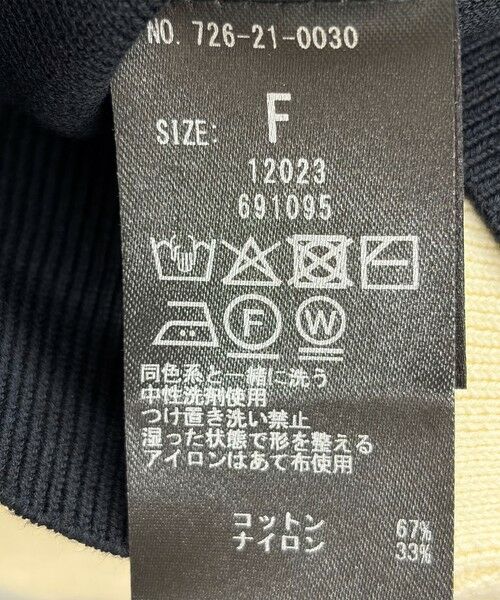 NO. 726-21-0030
SIZE: F
12023
691095
F W
同色系と一緒に洗う
中性洗剤使用
つけ置き洗い禁止
湿った状態で形を整える
アイロンはあて布使用
コットン 67%
ナイロン 33%